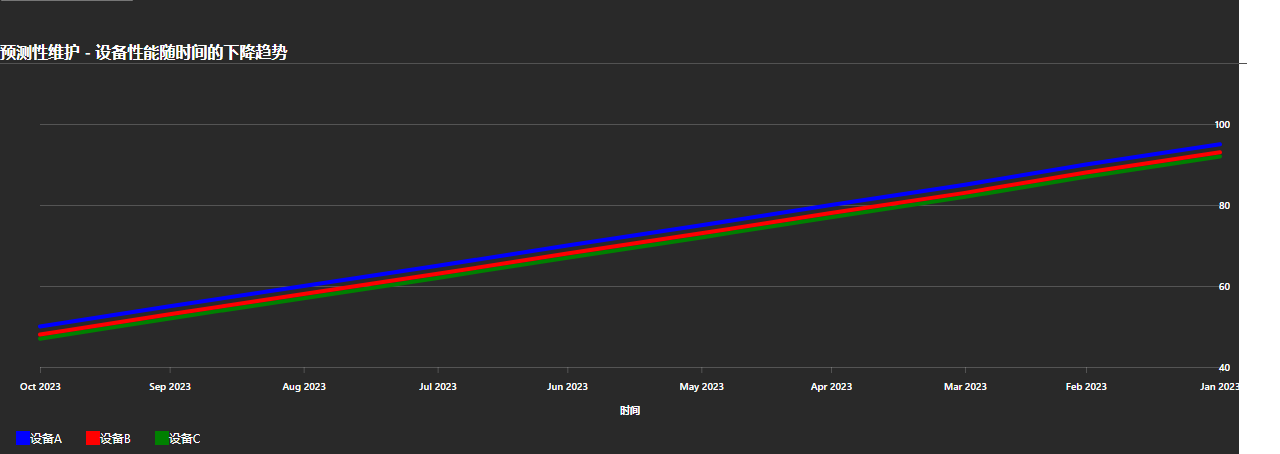 预测性维护 - 设备性能随时间的下降趋势
100
80
60
40
Oct 2023 Sep 2023 Aug 2023 Jul 2023 Jun 2023 May 2023 Apr 2023 Mar 2023 Feb 2023 Jan 2023
时间
设备A 设备B 设备C